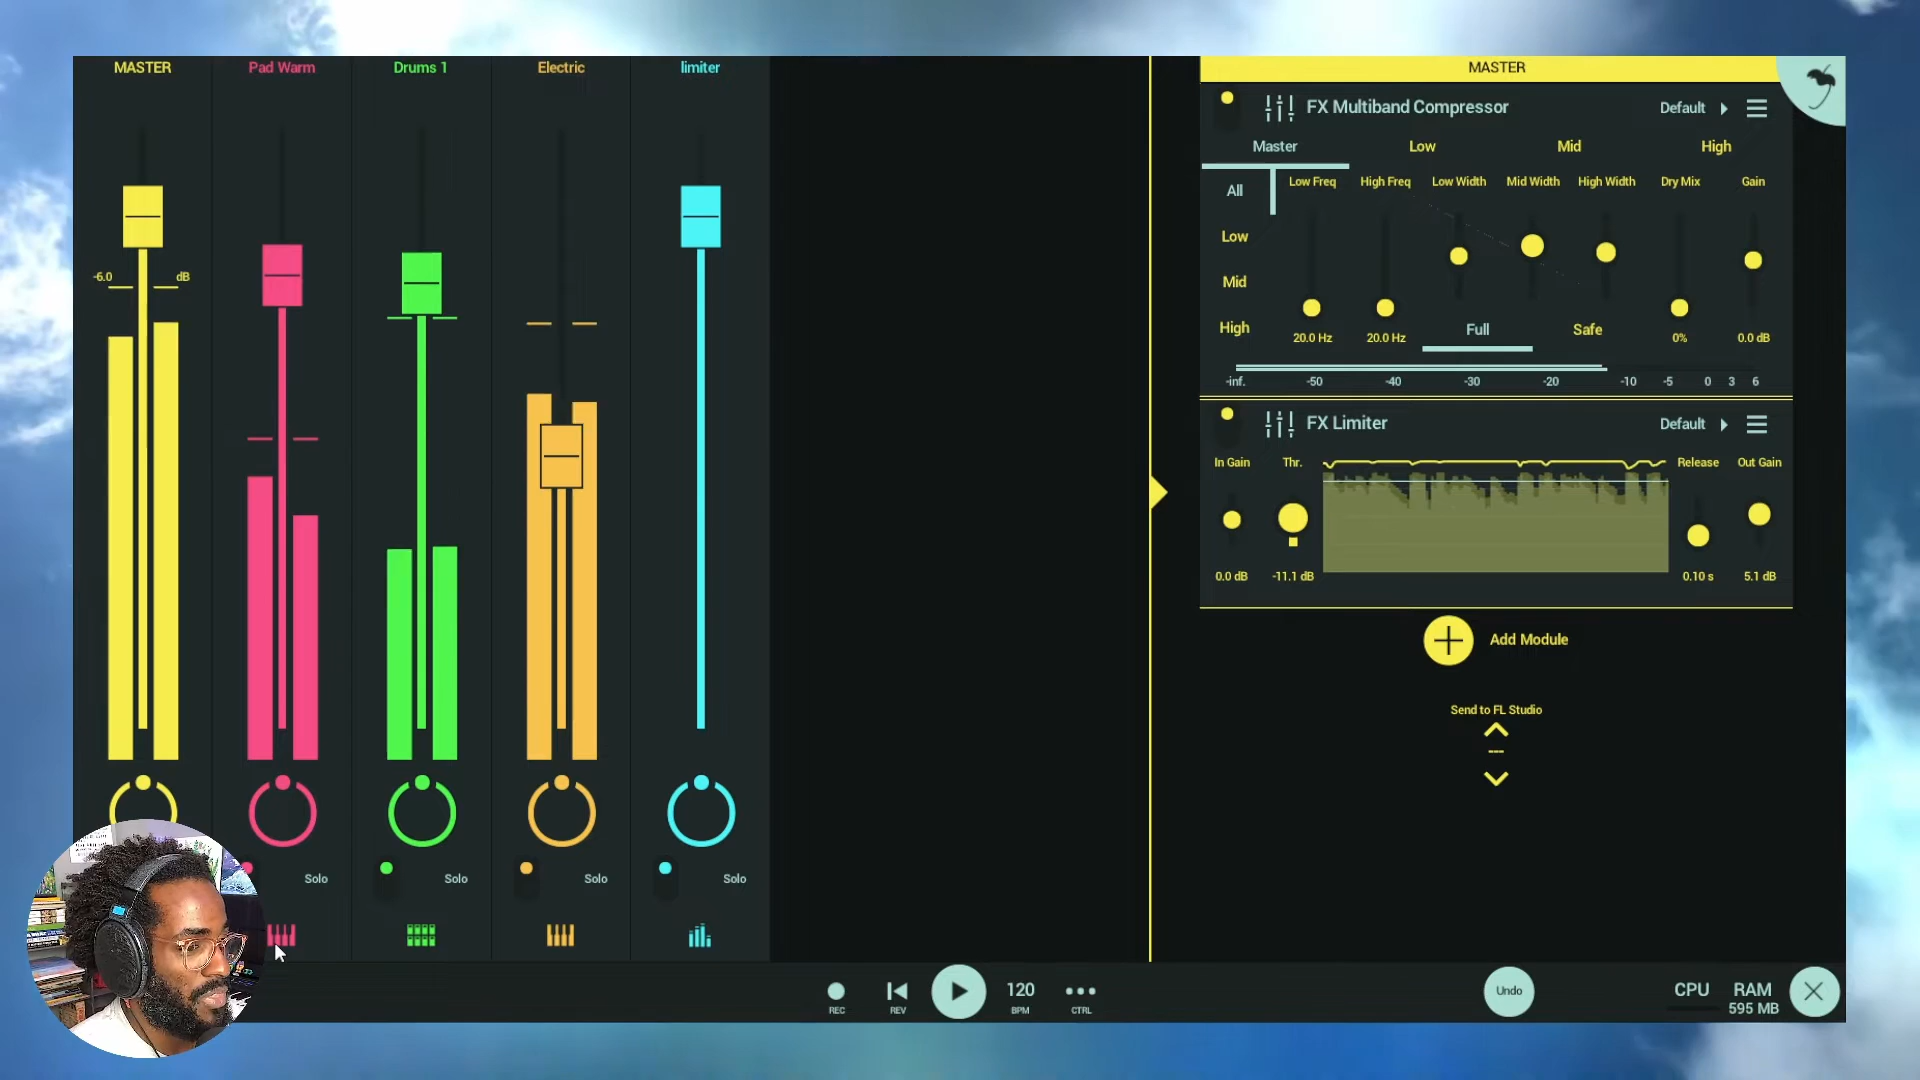 MASTER
Pad Warm
Drums 1
Electric
limiter
-6.0
dB
Solo
Solo
Solo
Solo
MASTER
FX Multiband Compressor
Default
Master
Low
Mid
High
All
Low
Mid
High
Low Freq
High Freq
Low Width
Mid Width
High Width
Dry Mix
Gain
20.0 Hz
20.0 Hz
Full
Safe
0%
0.0 dB
-inf.
-50
-40
-30
-20
-10
-5
0
3
6
FX Limiter
Default
In Gain
Thr.
Release
Out Gain
0.0 dB
-11.1 dB
0.10 s
5.1 dB
Add Module
Send to FL Studio
---
REC
REV
120
BPM
CTRL
Undo
CPU
RAM
595 MB